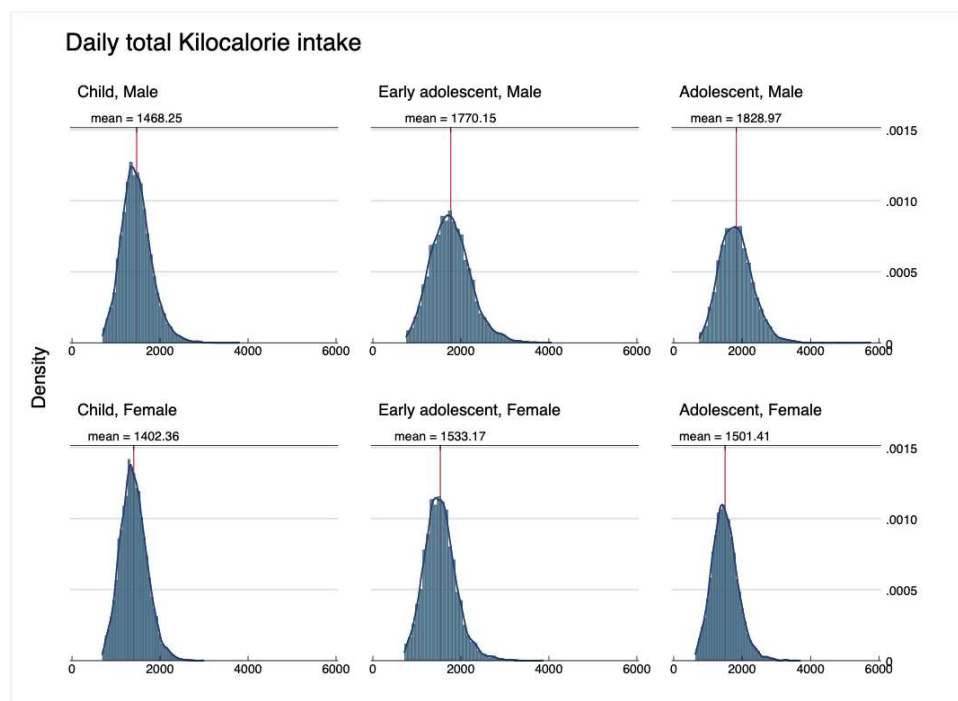 Daily total Kilocalorie intake
Child, Male
Early adolescent, Male
Adolescent, Male
mean = 1468.25
mean = 1770.15
mean = 1828.97
.0015
.0010
.0005
0
0 2000 4000 6000
0 2000 4000 6000
0 2000 4000 6000
Density
Child, Female
Early adolescent, Female
Adolescent, Female
mean = 1402.36
mean = 1533.17
mean = 1501.41
.0015
.0010
.0005
0
0 2000 4000 6000
0 2000 4000 6000
0 2000 4000 6000